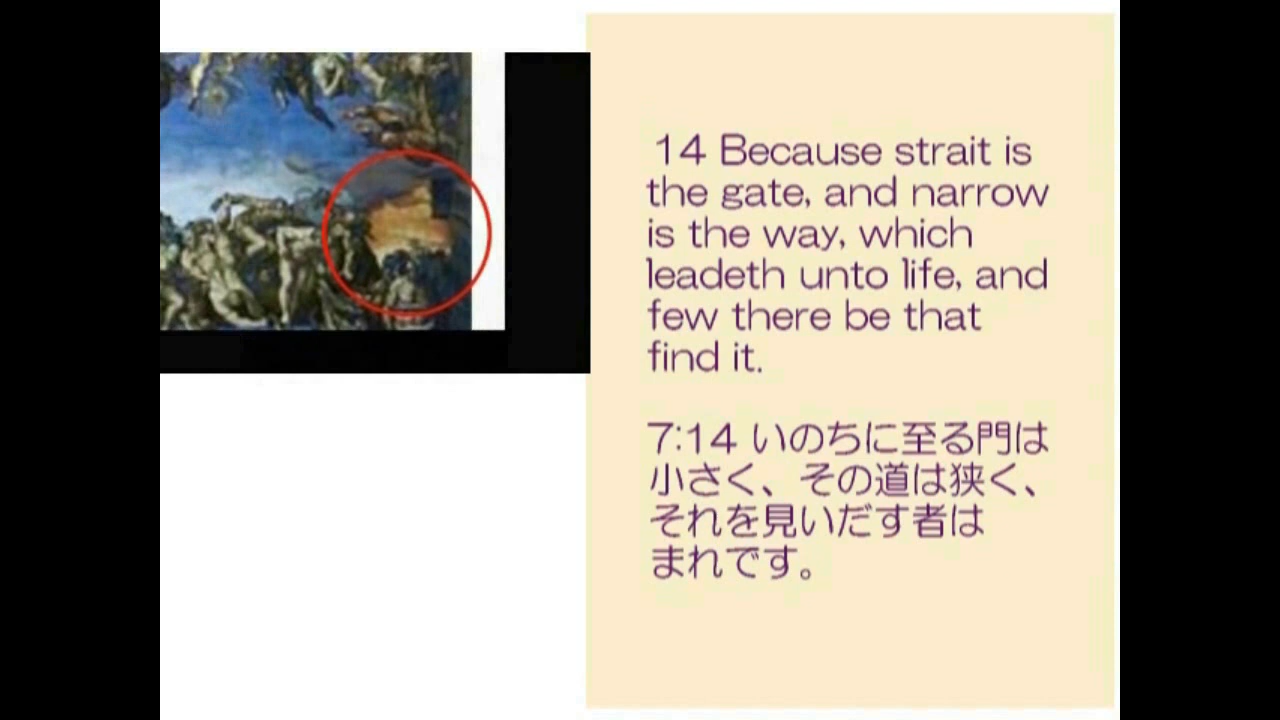 14 Because strait is
the gate, and narrow
is the way, which
leadeth unto life, and
few there be that
find it.
7:14 いのちに至る門は
小さく、その道は狭く、
それを見いだす者は
まれです。